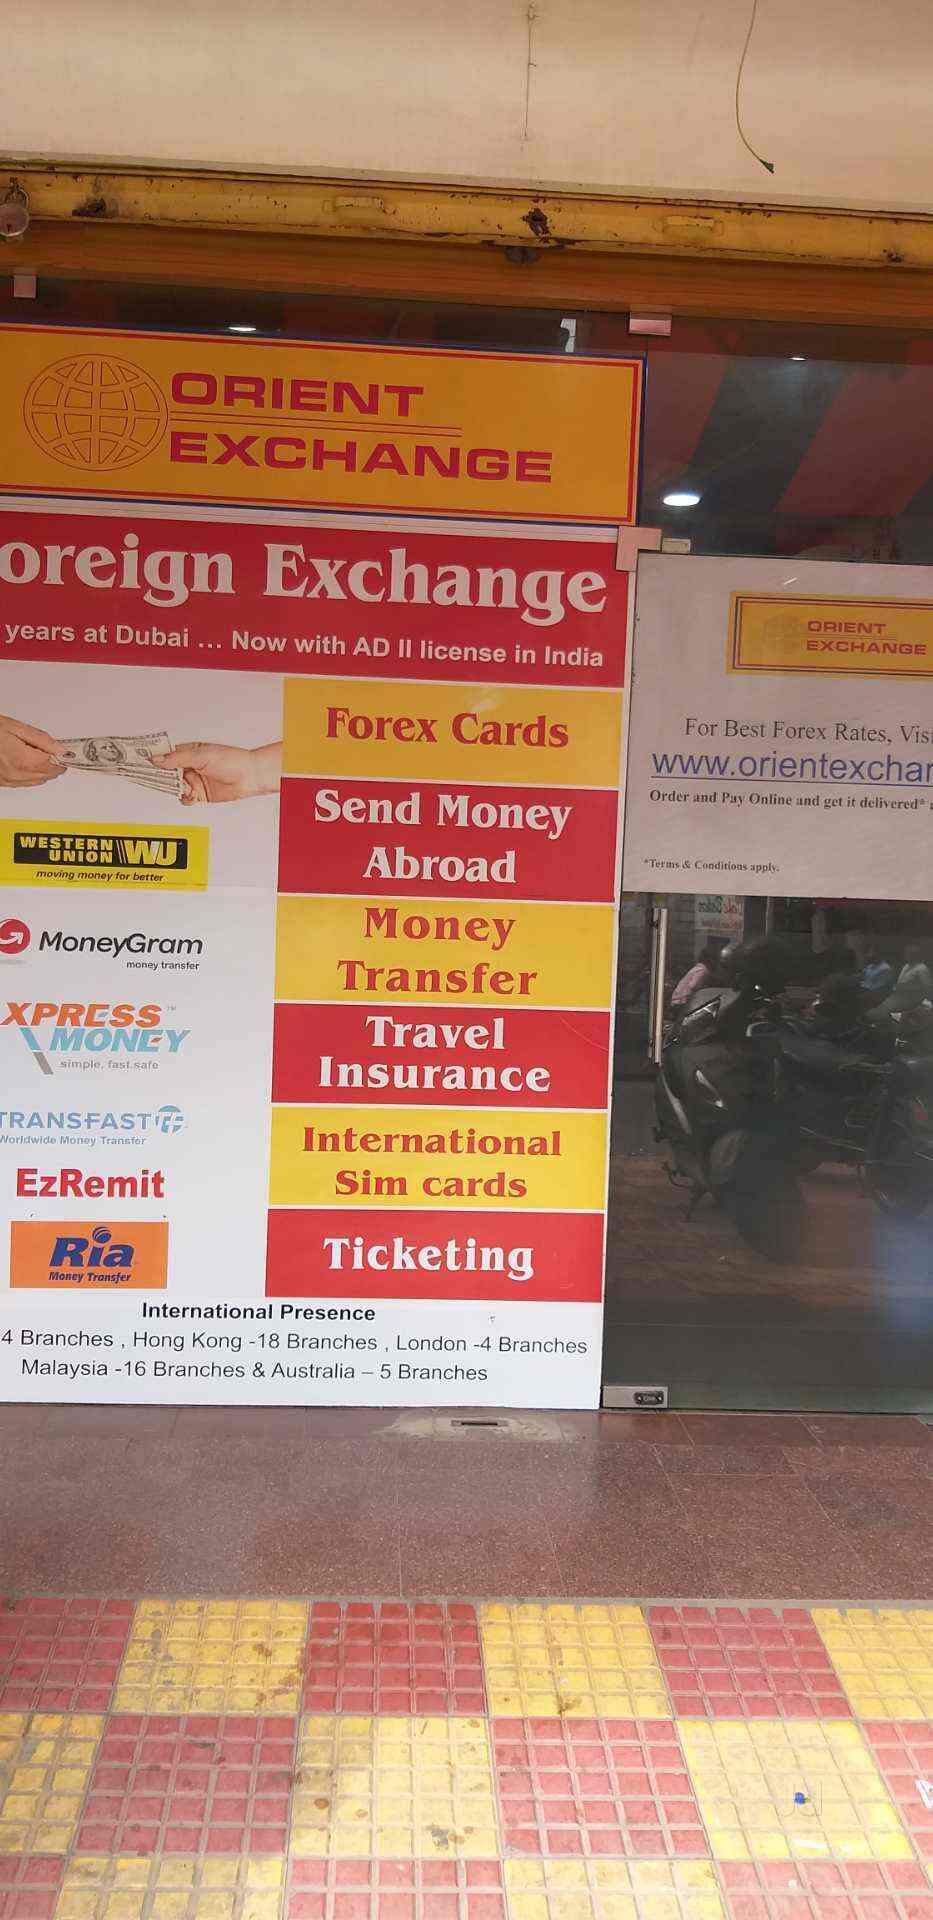 ORIENT
EXCHANGE
oreign Exchange
years at Dubai ... Now with AD II license in India
Forex Cards
Send Money
Abroad
Money
Transfer
Travel
Insurance
International
Sim cards
Ticketing
WESTERN
UNION WU
moving money for better
MoneyGram
money transfer
XPRESS
MONEY
simple, fast.safe
TRANSFAST TF
Worldwide Money Transfer
EzRemit
Ria
Money Transfer
International Presence
4 Branches , Hong Kong -18 Branches , London -4 Branches
Malaysia -16 Branches & Australia – 5 Branches
ORIENT
EXCHANGE
For Best Forex Rates, Vis
www.orientexchan
Order and Pay Online and get it delivered*
*Terms & Conditions apply.